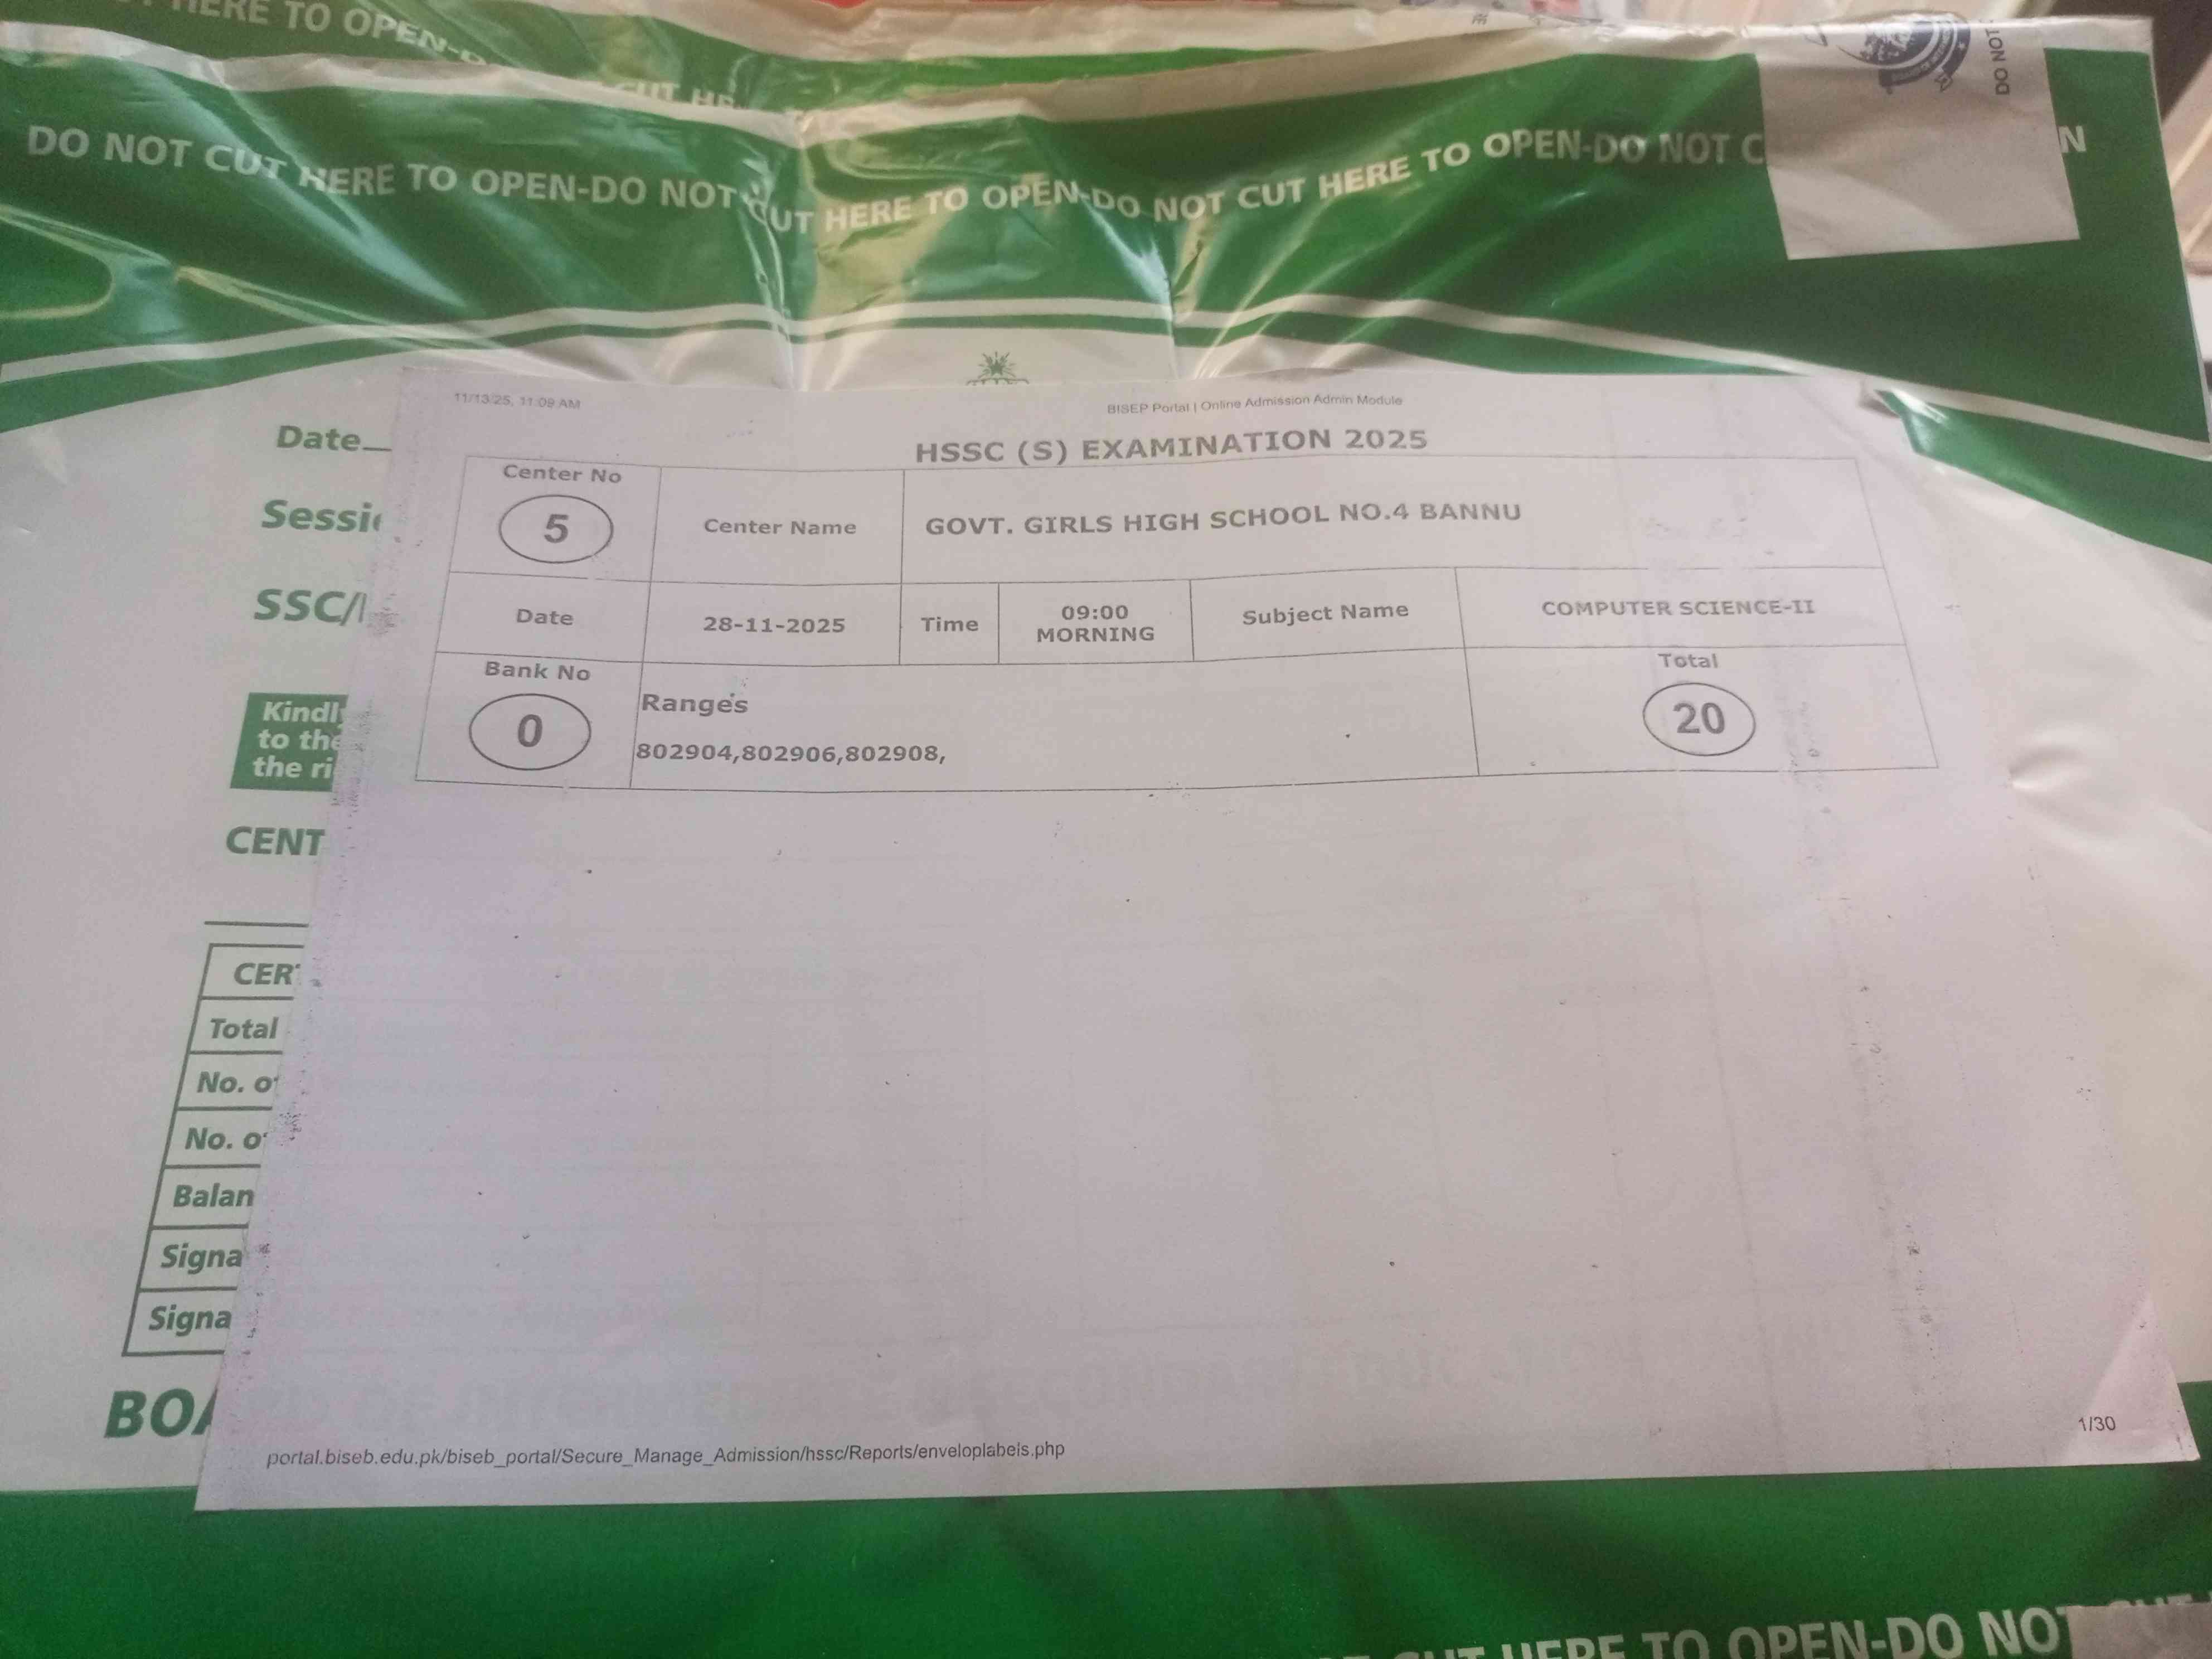 HERE TO OPEN-D
CUT HE
DO NOT CUT HERE TO OPEN-DO NOT CUT HERE TO OPEN-DO NOT CUT HERE TO OPEN-DO NOT C
N
DO NOT
11/13/25, 11:09 AM
BISEP Portal | Online Admission Admin Module
HSSC (S) EXAMINATION 2025
Center No
5
Center Name
GOVT. GIRLS HIGH SCHOOL NO.4 BANNU
Date
28-11-2025
Time
09:00
MORNING
Subject Name
COMPUTER SCIENCE-II
Bank No
0
Ranges
802904,802906,802908,
Total
20
Date
Sessi
SSC/
Kindl
to the
the ri
CENT
CERT
Total
No. o
No. o
Balan
Signa
Signa
BOA
portal.biseb.edu.pk/biseb_portal/Secure_Manage_Admission/hssc/Reports/enveloplabels.php
1/30
CUT HERE TO OPEN-DO NOT CUT